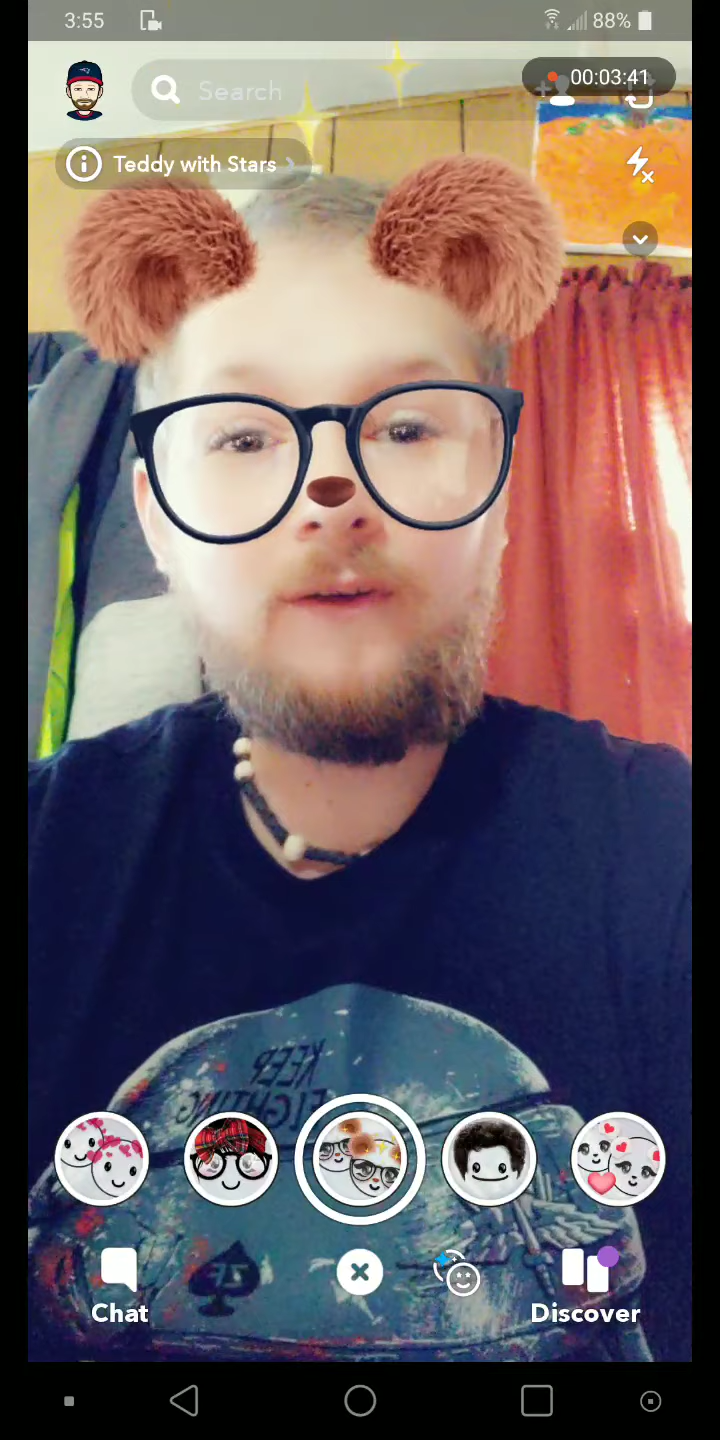 3:55 88%
Search
00:03:41
Teddy with Stars
KEEP
FIGHTING
Chat
Discover